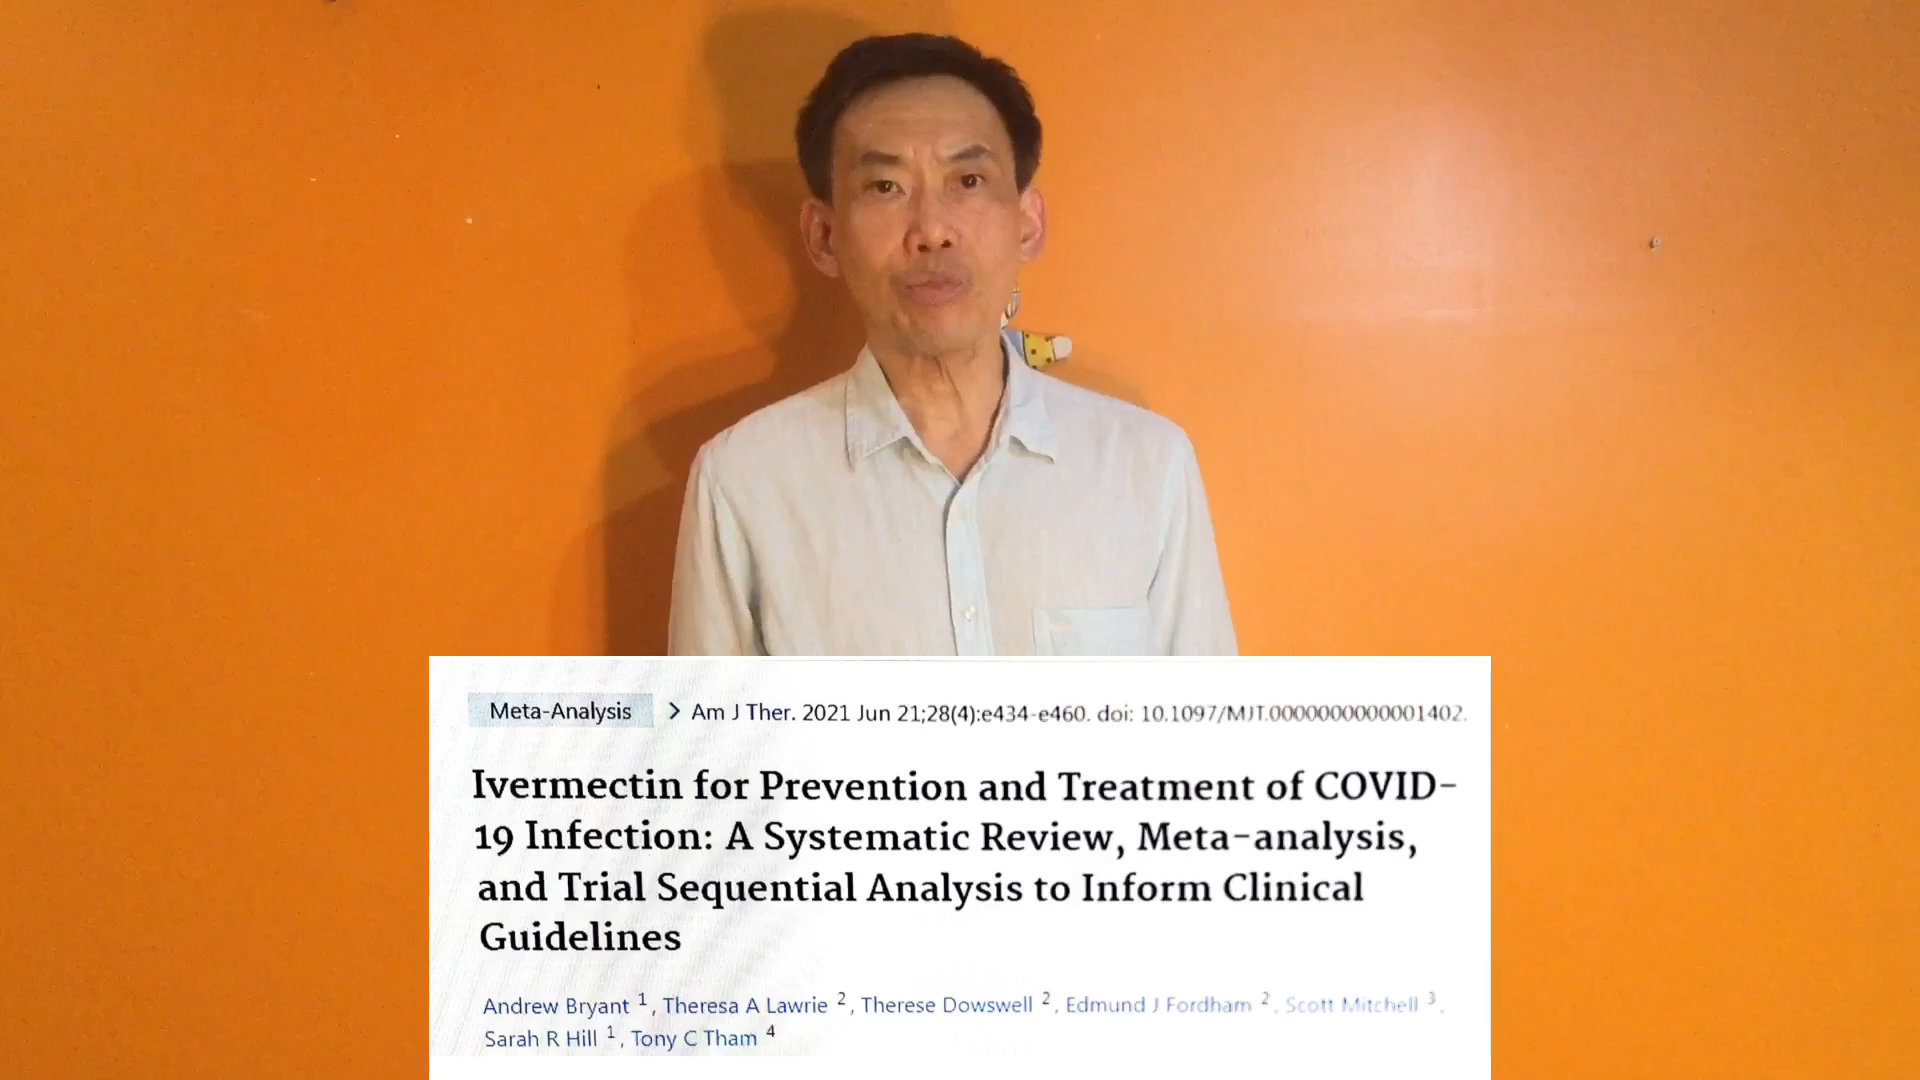 Meta-Analysis > Am J Ther. 2021 Jun 21;28(4):e434-e460. doi: 10.1097/MJT.0000000000001402.
Ivermectin for Prevention and Treatment of COVID-
19 Infection: A Systematic Review, Meta-analysis,
and Trial Sequential Analysis to Inform Clinical
Guidelines
Andrew Bryant 1, Theresa A Lawrie 2, Therese Dowswell 2, Edmund J Fordham 2, Scott Mitchell 3,
Sarah R Hill 1, Tony C Tham 4